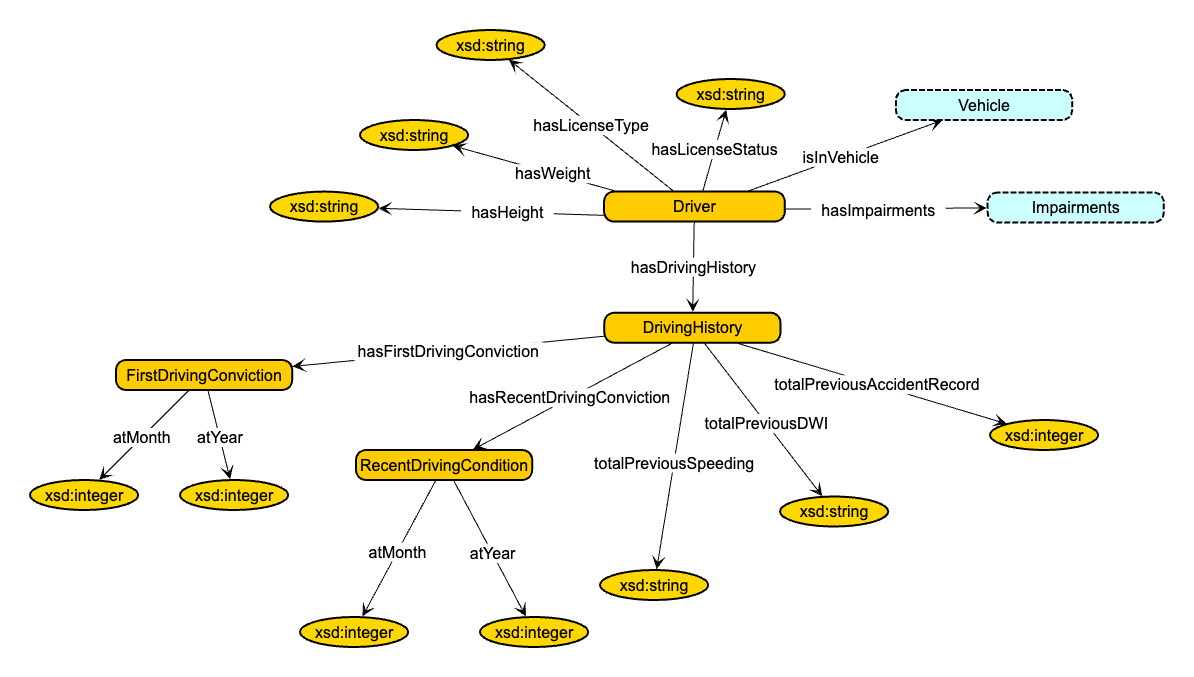 xsd:string
xsd:string
Vehicle
hasLicenseType
xsd:string
hasLicenseStatus
isInVehicle
hasWeight
xsd:string
hasHeight
Driver
hasImpairments
Impairments
hasDrivingHistory
DrivingHistory
hasFirstDrivingConviction
FirstDrivingConviction
totalPreviousAccidentRecord
hasRecentDrivingConviction
totalPreviousDWI
atMonth
atYear
xsd:integer
totalPreviousSpeeding
RecentDrivingCondition
xsd:integer
xsd:integer
xsd:string
atMonth
atYear
xsd:string
xsd:integer
xsd:integer